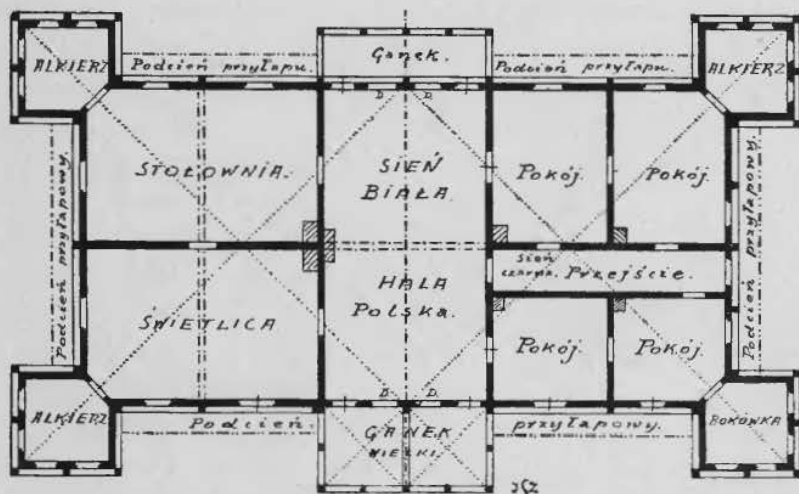 ALKIERZ
Podcień przyłapu.
Ganek.
Podcień przyłapu.
ALKIERZ
D. D.
STOŁOWNIA.
SIEŃ
BIAŁA.
Pokój.
Pokój.
Podcień przyłapowy.
Podcień przyłapowy.
HALA
Polska.
Sień
czarna.
Przejście.
ŚWIETLICA
Pokój.
Pokój.
D. D.
ALKIERZ
Podcień.
GANEK
WIELKI.
przyłapowy.
BOKÓWKA